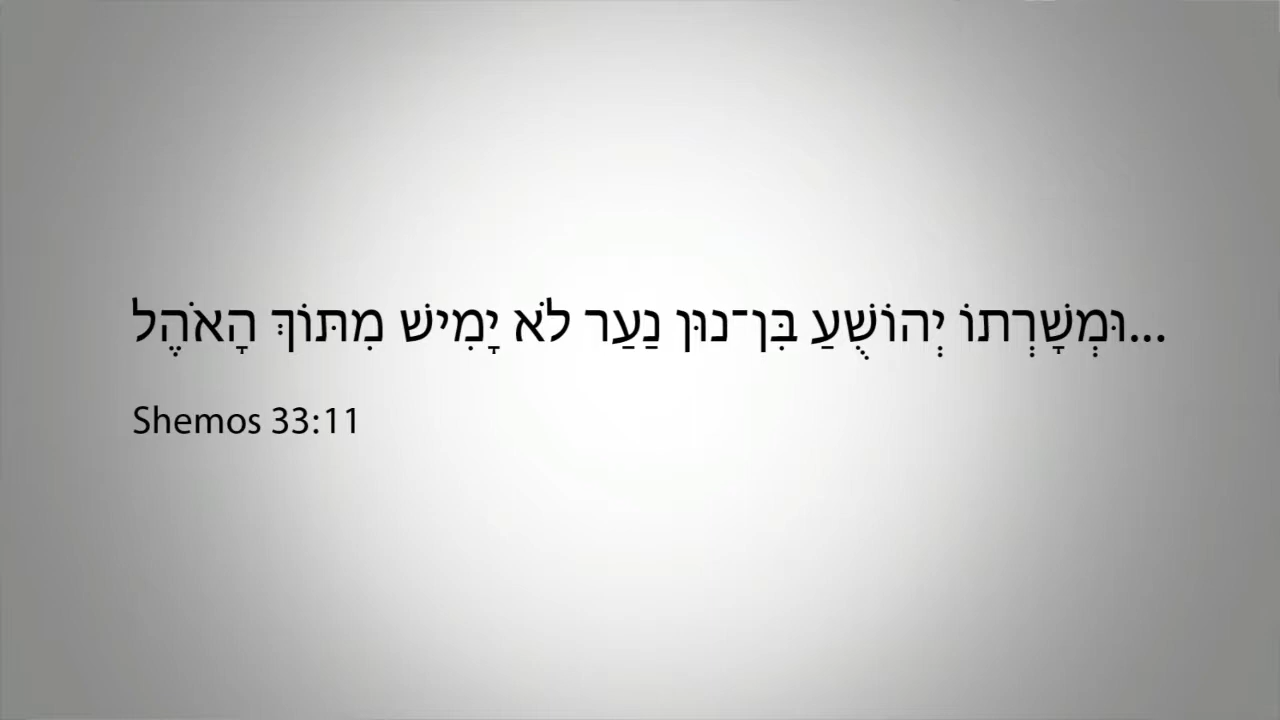 ...וּמְשָׁרְתוֹ יְהוֹשֻׁעַ בִּן־נוּן נַעַר לֹא יָמִישׁ מִתּוֹךְ הָאֹהֶל
Shemos 33:11